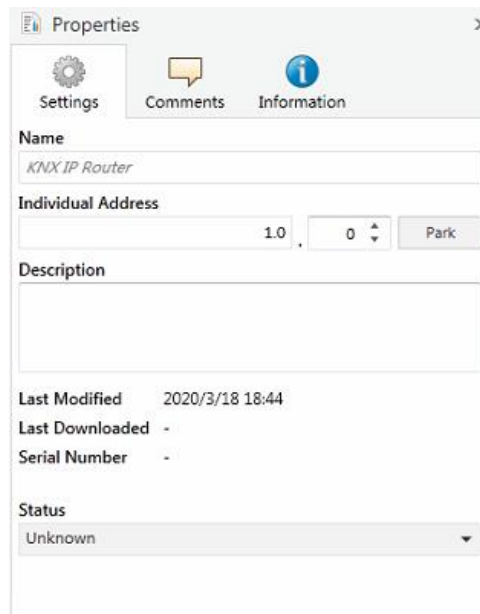 Properties
Settings Comments Information
Name
KNX IP Router
Individual Address
1.0 . 0 Park
Description
Last Modified 2020/3/18 18:44
Last Downloaded -
Serial Number -
Status
Unknown